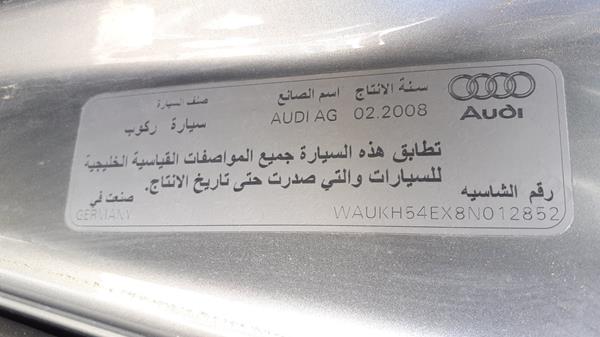 سنة الانتاج اسم الصانع صنف السيارة
02.2008 AUDI AG سيارة ركوب
Audi
تطابق هذه السيارة جميع المواصفات القياسية الخليجية
للسيارات والتي صدرت حتى تاريخ الانتاج.
رقم الشاسيه صنعت في
WAUKH54EX8N012852 GERMANY